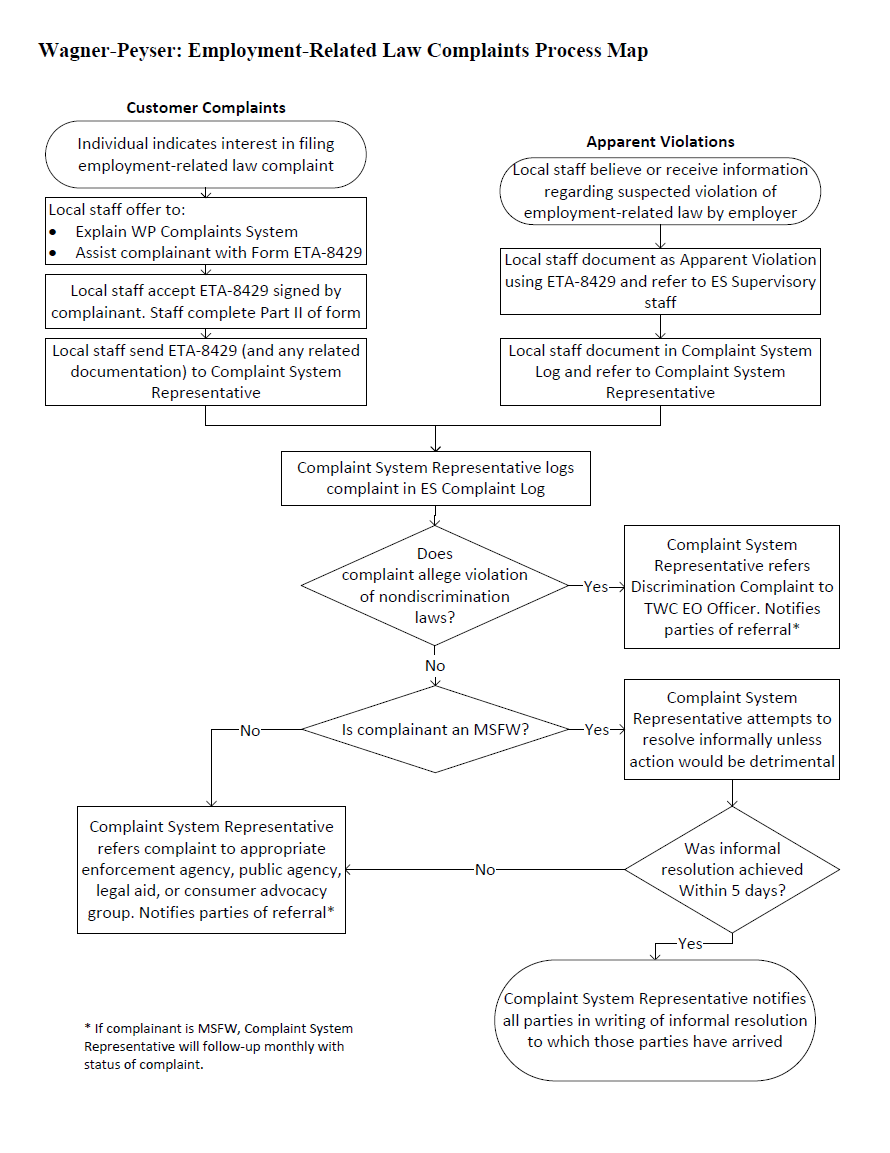 Wagner-Peyser: Employment-Related Law Complaints Process Map
Customer Complaints
Individual indicates interest in filing
employment-related law complaint
Local staff offer to:
• Explain WP Complaints System
• Assist complainant with Form ETA-8429
Local staff accept ETA-8429 signed by
complainant. Staff complete Part II of form
Local staff send ETA-8429 (and any related
documentation) to Complaint System
Representative
Apparent Violations
Local staff believe or receive information
regarding suspected violation of
employment-related law by employer
Local staff document as Apparent Violation
using ETA-8429 and refer to ES Supervisory
staff
Local staff document in Complaint System
Log and refer to Complaint System
Representative
Complaint System Representative logs
complaint in ES Complaint Log
Does
complaint allege violation
of nondiscrimination
laws?
Yes
Complaint System
Representative refers
Discrimination Complaint to
TWC EO Officer. Notifies
parties of referral*
No
Is complainant an MSFW?
No
Yes
Complaint System
Representative attempts to
resolve informally unless
action would be detrimental
Complaint System Representative
refers complaint to appropriate
enforcement agency, public agency,
legal aid, or consumer advocacy
group. Notifies parties of referral*
No
Was informal
resolution achieved
Within 5 days?
Yes
Complaint System Representative notifies
all parties in writing of informal resolution
to which those parties have arrived
* If complainant is MSFW, Complaint System
Representative will follow-up monthly with
status of complaint.